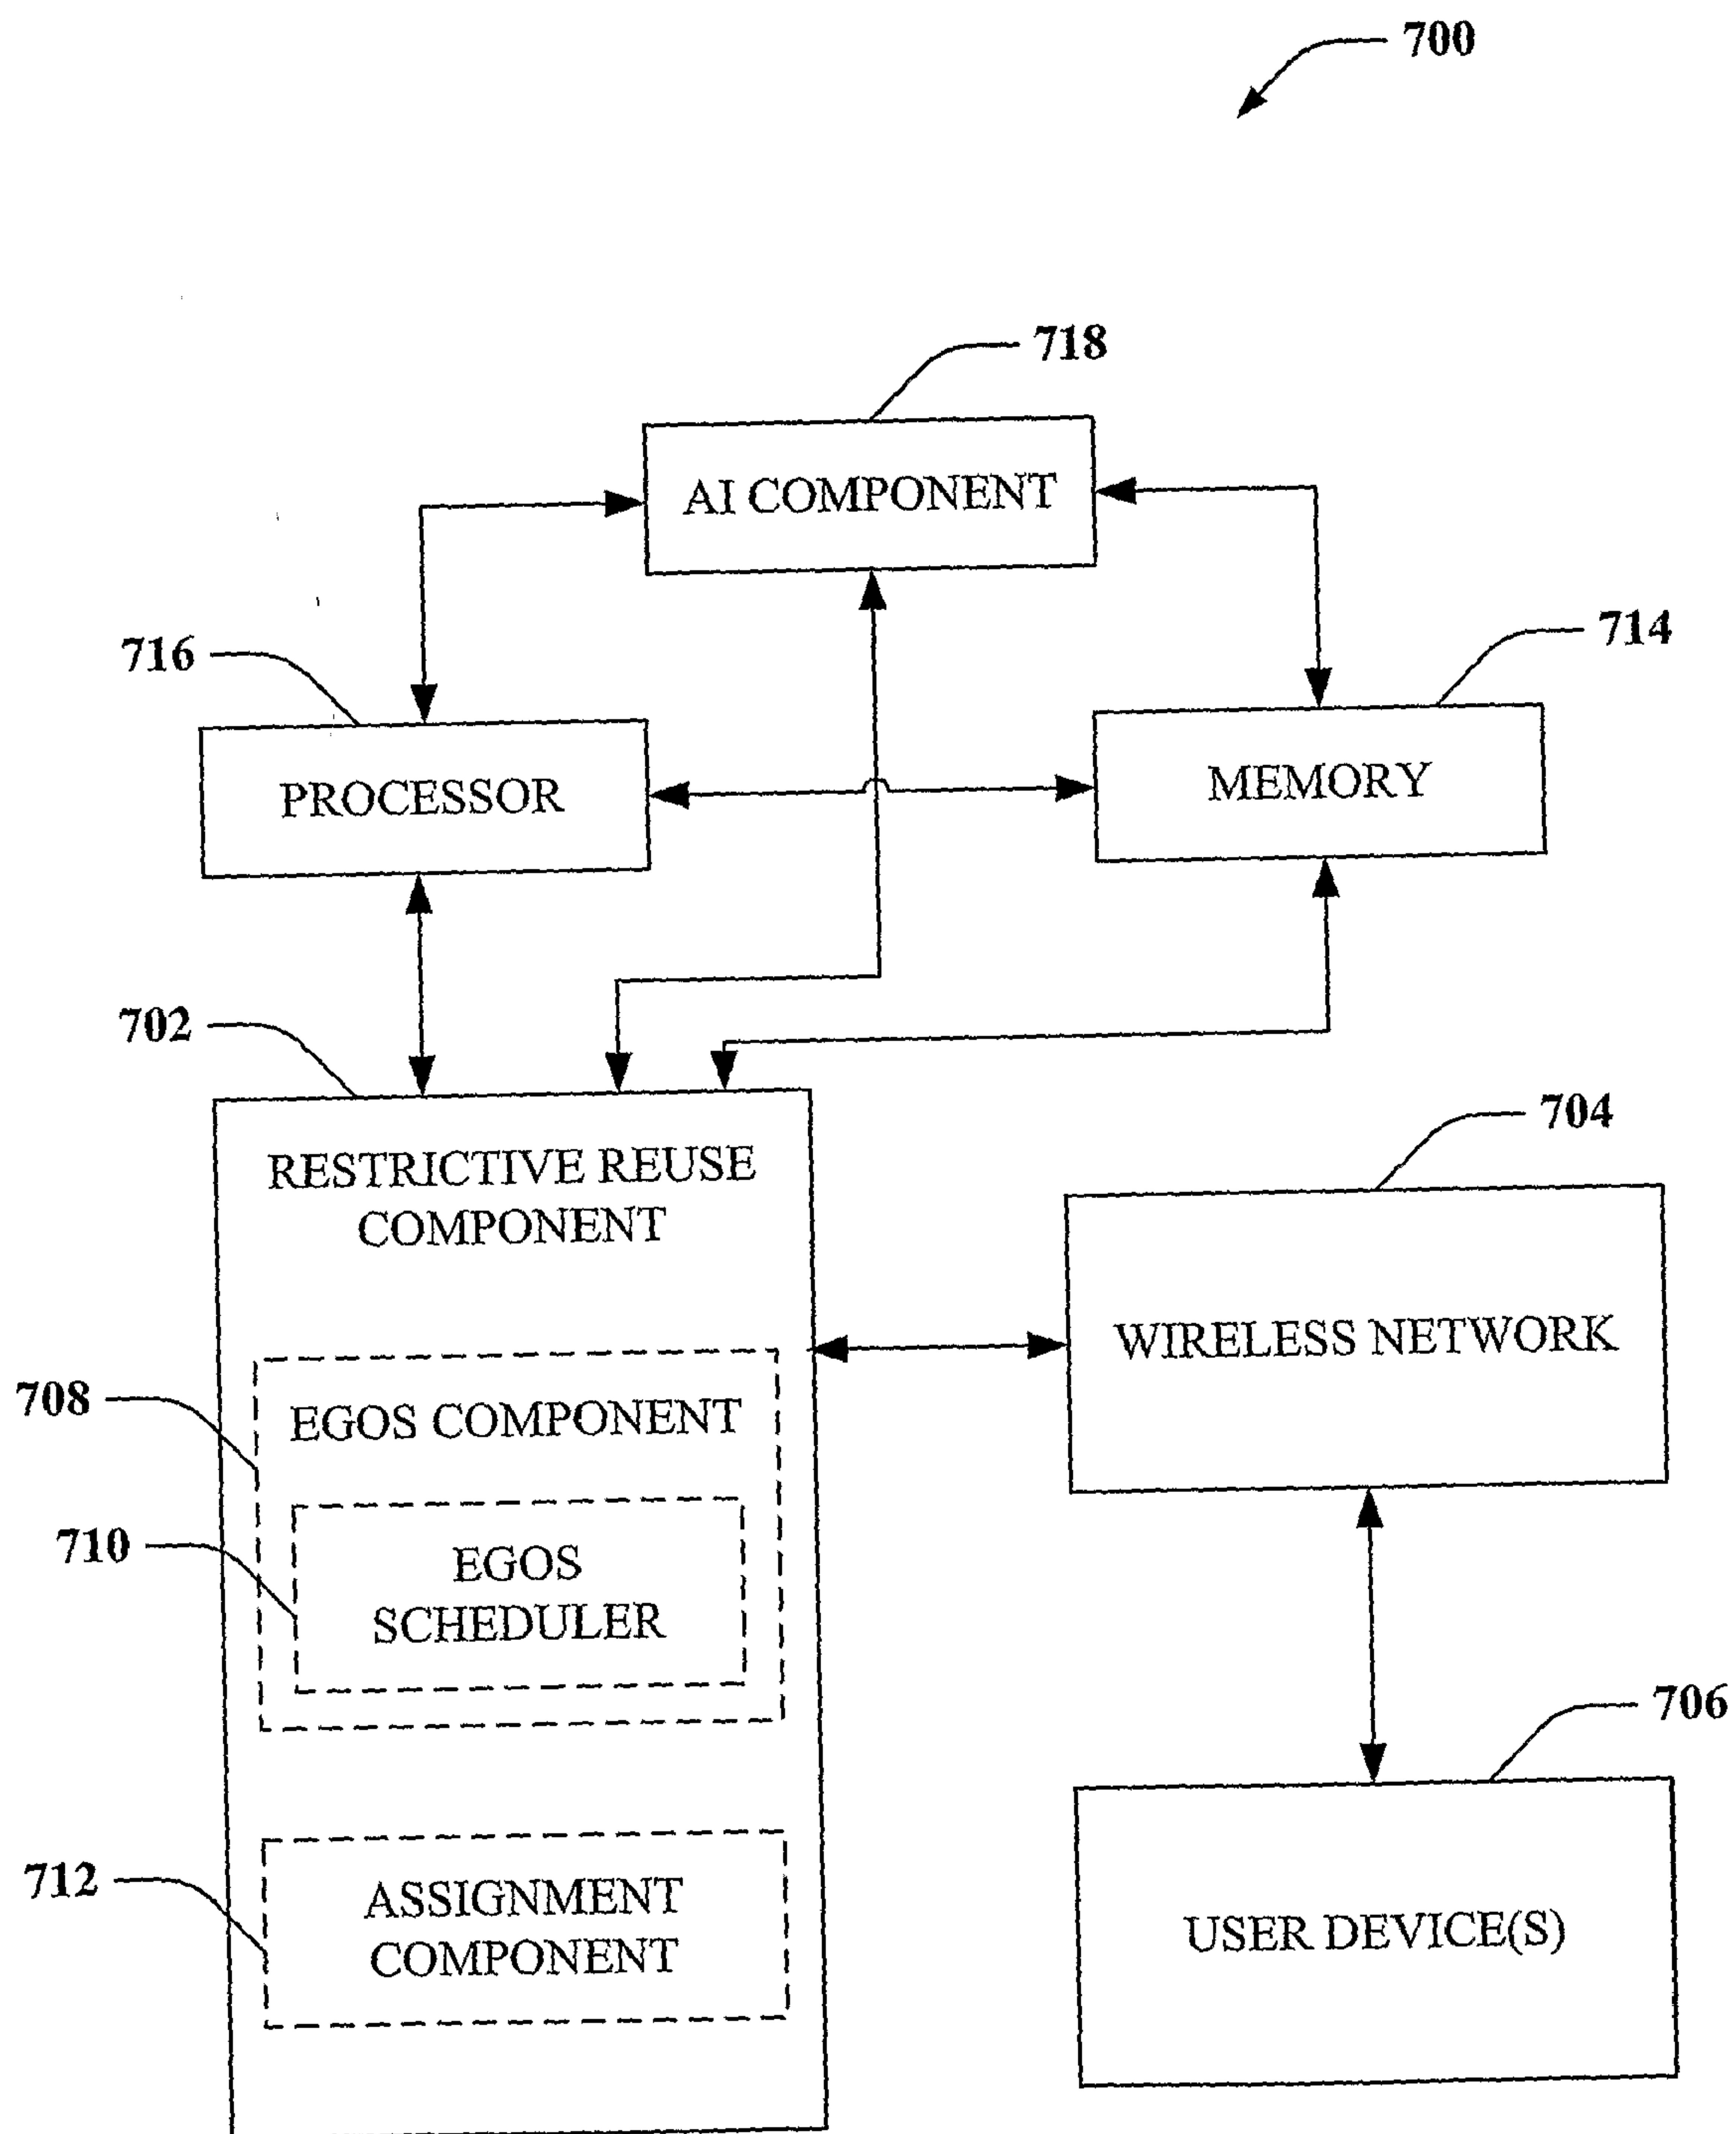 700
718
AI COMPONENT
716
714
PROCESSOR
MEMORY
702
704
RESTRICTIVE REUSE
COMPONENT
WIRELESS NETWORK
708
EGOS COMPONENT
710
EGOS
SCHEDULER
706
712
ASSIGNMENT
COMPONENT
USER DEVICE(S)